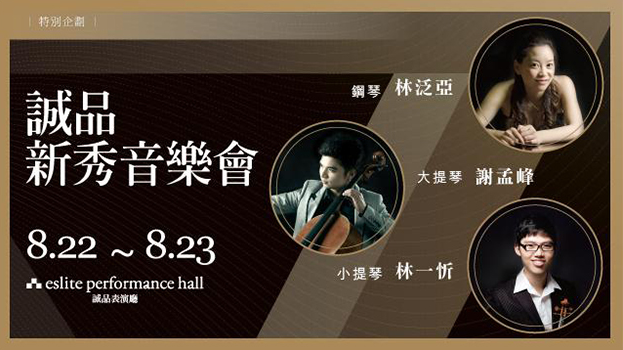 ｜特別企劃｜
誠品
新秀音樂會
8.22 ~ 8.23
eslite performance hall
誠品表演廳
鋼琴 林泛亞
大提琴 謝孟峰
小提琴 林一忻